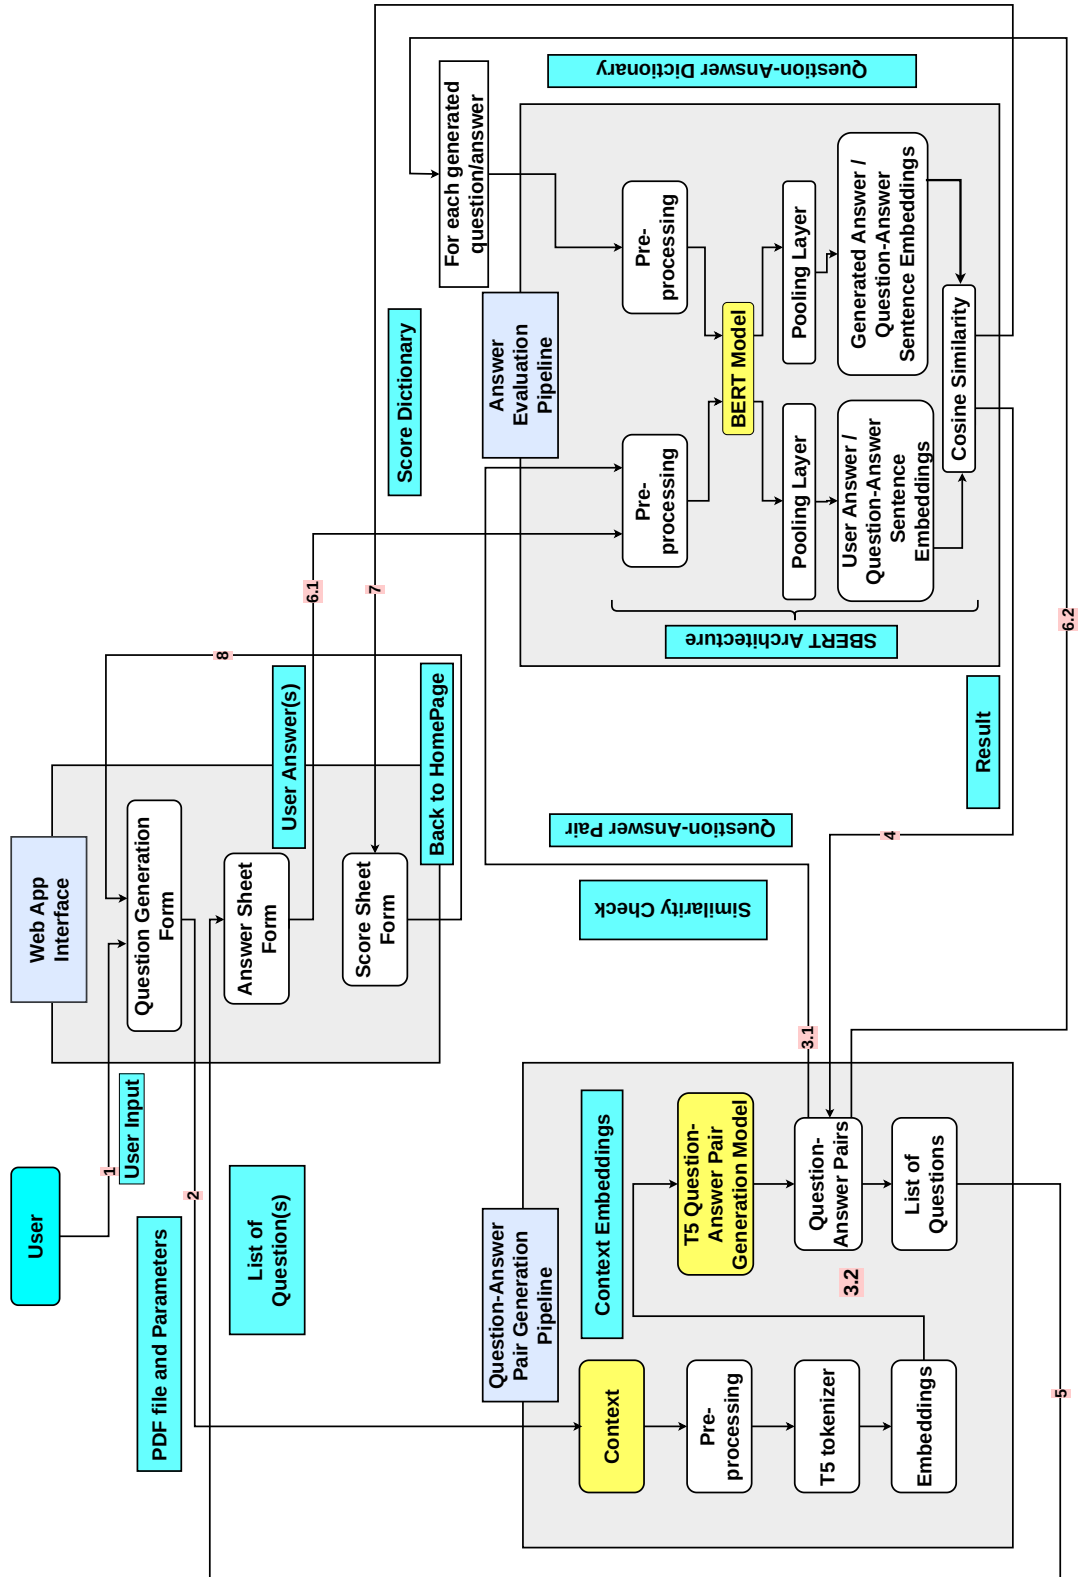 User
1
User Input
Web App
Interface
Question Generation
Form
Answer Sheet
Form
Score Sheet
Form
8
User Answer(s)
Back to HomePage
PDF file and Parameters
2
List of
Question(s)
Question-Answer
Pair Generation
Pipeline
Context Embeddings
Context
Pre-
processing
T5 tokenizer
Embeddings
T5 Question-
Answer Pair
Generation Model
Question-
Answer Pairs
3.2
List of
Questions
5
3.1
4
Similarity Check
Question-Answer Pair
Result
6.1
7
6.2
Score Dictionary
Answer
Evaluation
Pipeline
For each generated
question/answer
Question-Answer Dictionary
SBERT Architecture
Pre-
processing
Pre-
processing
BERT Model
Pooling Layer
Pooling Layer
User Answer /
Question-Answer
Sentence
Embeddings
Generated Answer /
Question-Answer
Sentence Embeddings
Cosine Similarity